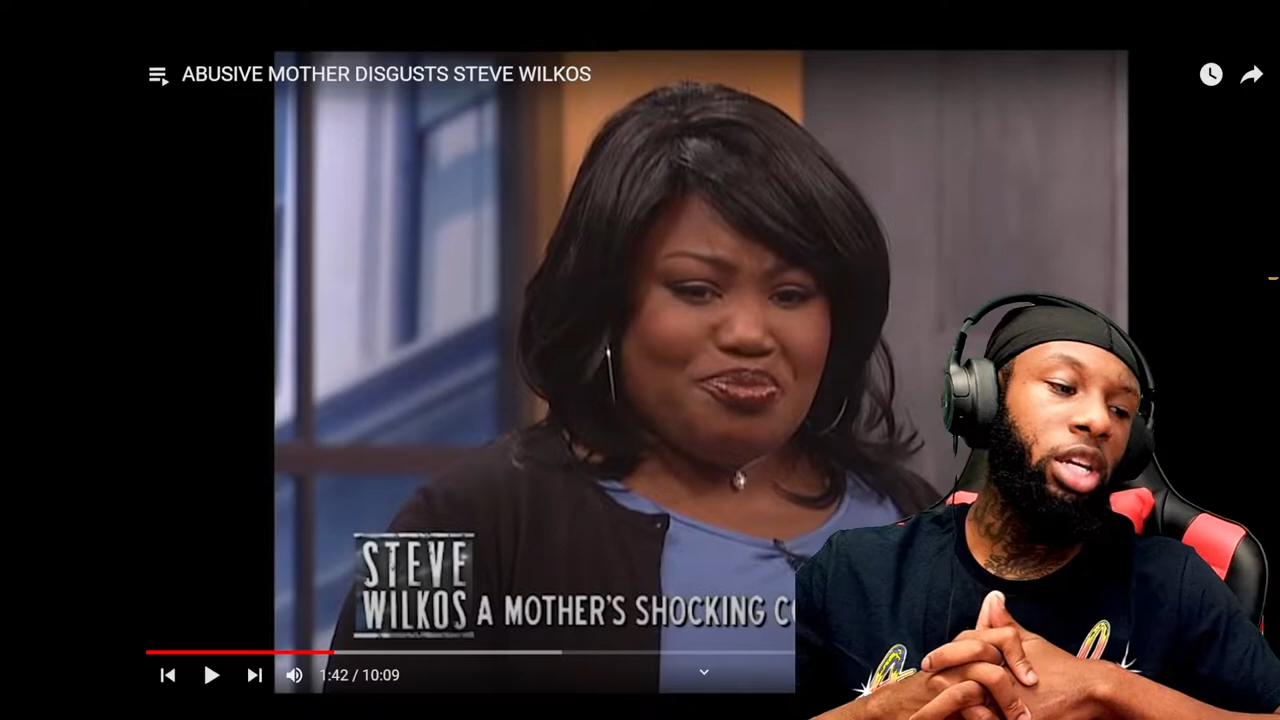 ABUSIVE MOTHER DISGUSTS STEVE WILKOS
STEVE
WILKOS
A MOTHER'S SHOCKING
1:42 / 10:09